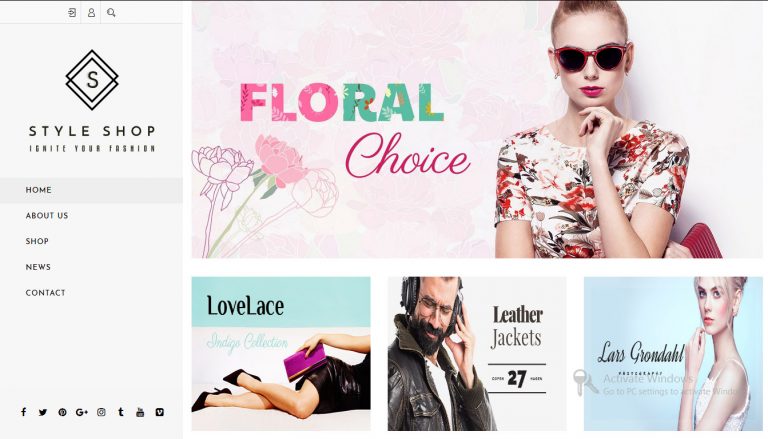 S
STYLE SHOP
IGNITE YOUR FASHION
HOME
ABOUT US
SHOP
NEWS
CONTACT
FLORAL
Choice
LoveLace
Indigo Collection
Leather
Jackets
27
Lars Grondahl
PHOTOGRAPHY
Activate Windows
Go to PC settings to activate Windo